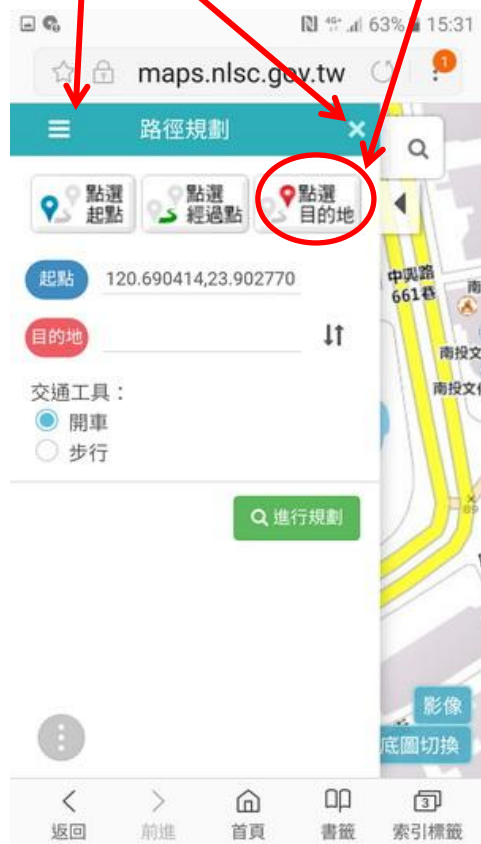 63% 15:31
maps.nlsc.gov.tw
1
路徑規劃
點選
起點
點選
經過點
點選
目的地
起點 120.690414,23.902770
目的地
交通工具：
開車
步行
進行規劃
中興路
661巷
南
南投文
南投文
89
影像
底圖切換
3
返回 前進 首頁 書籤 索引標籤